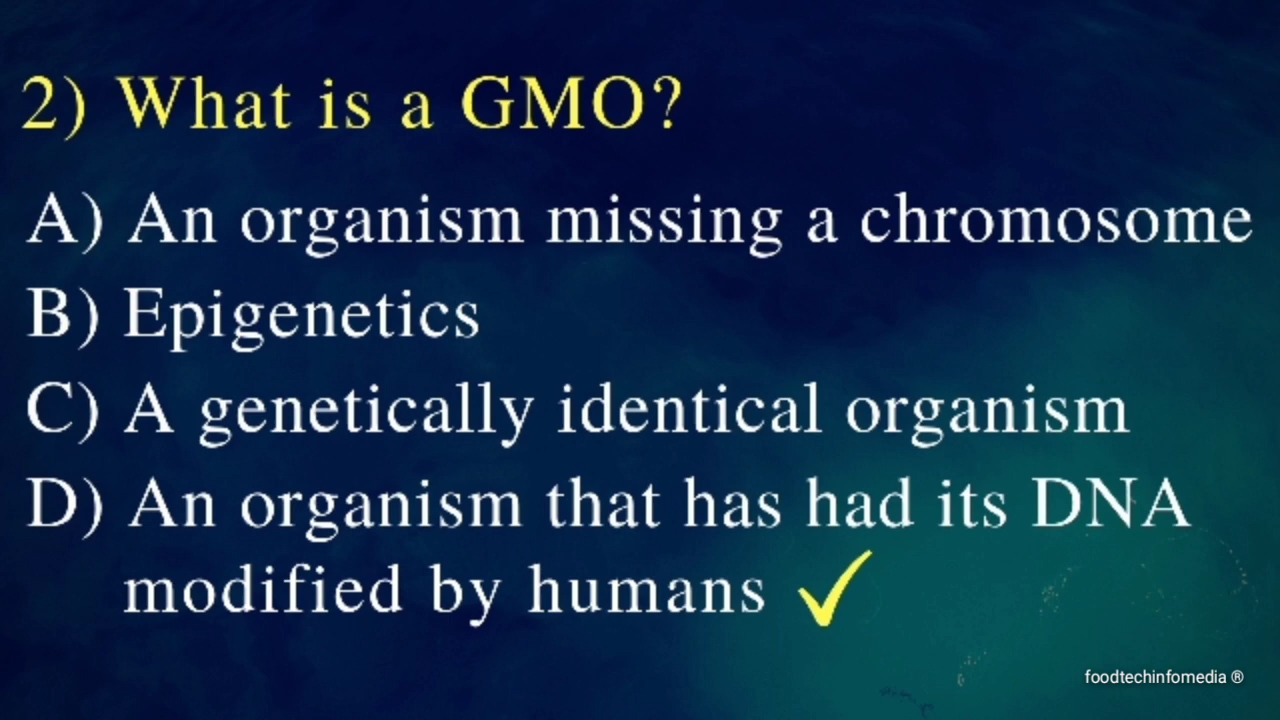 2) What is a GMO?
A) An organism missing a chromosome
B) Epigenetics
C) A genetically identical organism
D) An organism that has had its DNA
modified by humans ✓
foodtechinfomedia ®